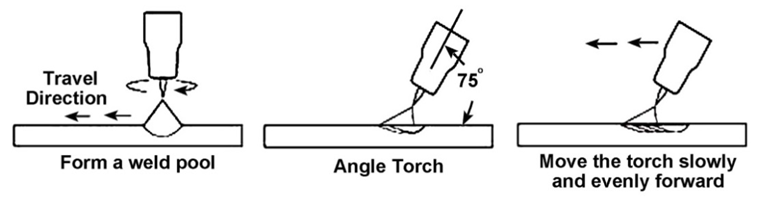 Travel
Direction
Form a weld pool
75°
Angle Torch
Move the torch slowly
and evenly forward